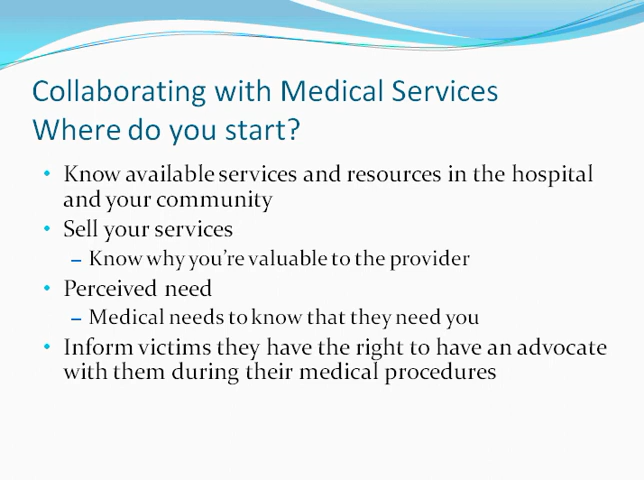 Collaborating with Medical Services
Where do you start?
• Know available services and resources in the hospital
and your community
• Sell your services
– Know why you're valuable to the provider
• Perceived need
– Medical needs to know that they need you
• Inform victims they have the right to have an advocate
with them during their medical procedures